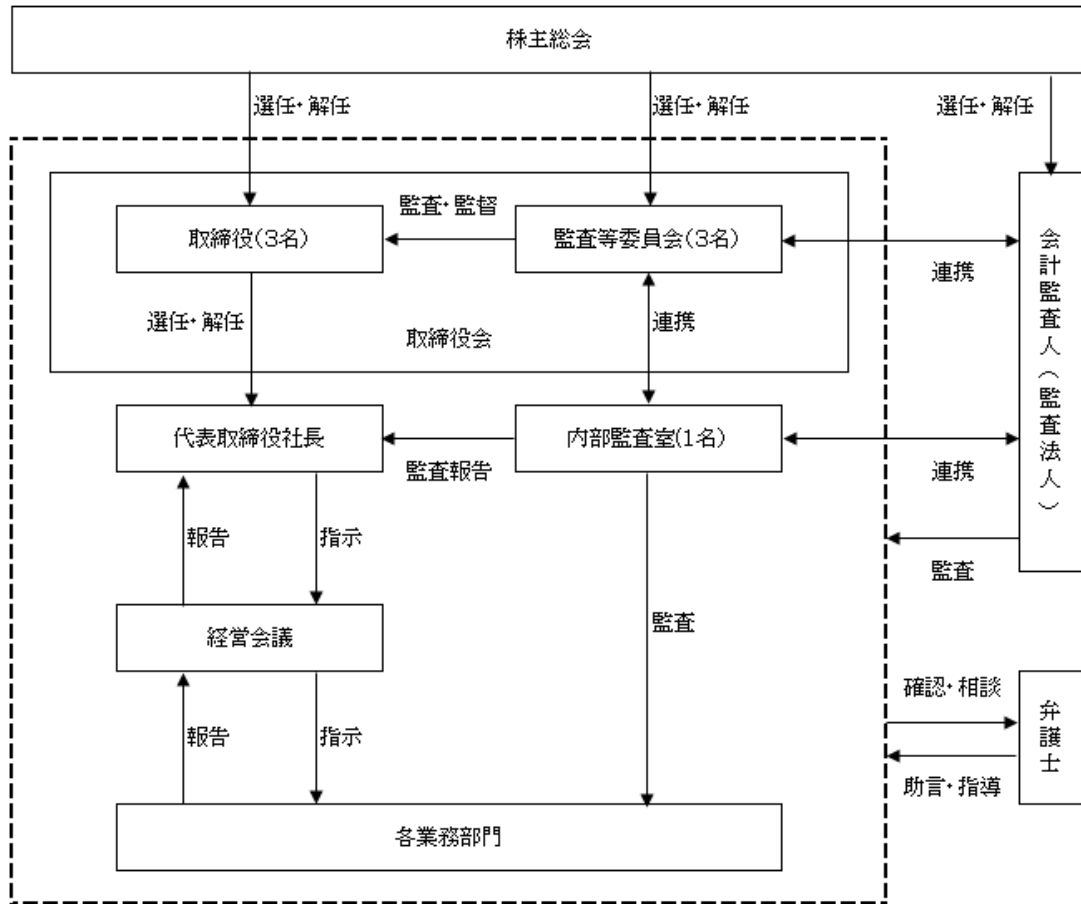 株主総会
選任・解任
選任・解任
選任・解任
監査・監督
取締役(3名)
監査等委員会(3名)
連携
選任・解任
連携
取締役会
会計監査人(監査法人)
代表取締役社長
内部監査室(1名)
監査報告
連携
報告
指示
監査
経営会議
監査
確認・相談
弁護士
報告
指示
助言・指導
各業務部門